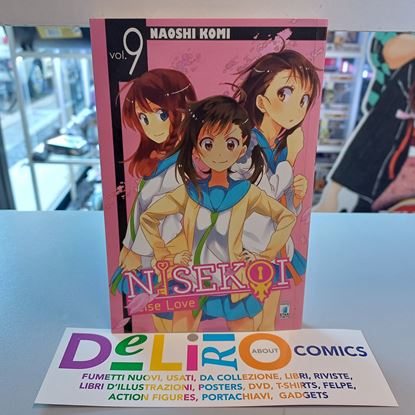 vol. 9
NAOSHI KOMI
NISEKOI
Love
STAR
DeLiRiO
ABOUT
COMICS
FUMETTI NUOVI, USATI, DA COLLEZIONE, LIBRI, RIVISTE,
LIBRI D'ILLUSTRAZIONI, POSTERS, DVD, T-SHIRTS, FELPE,
ACTION FIGURES, PORTACHIAVI, GADGETS